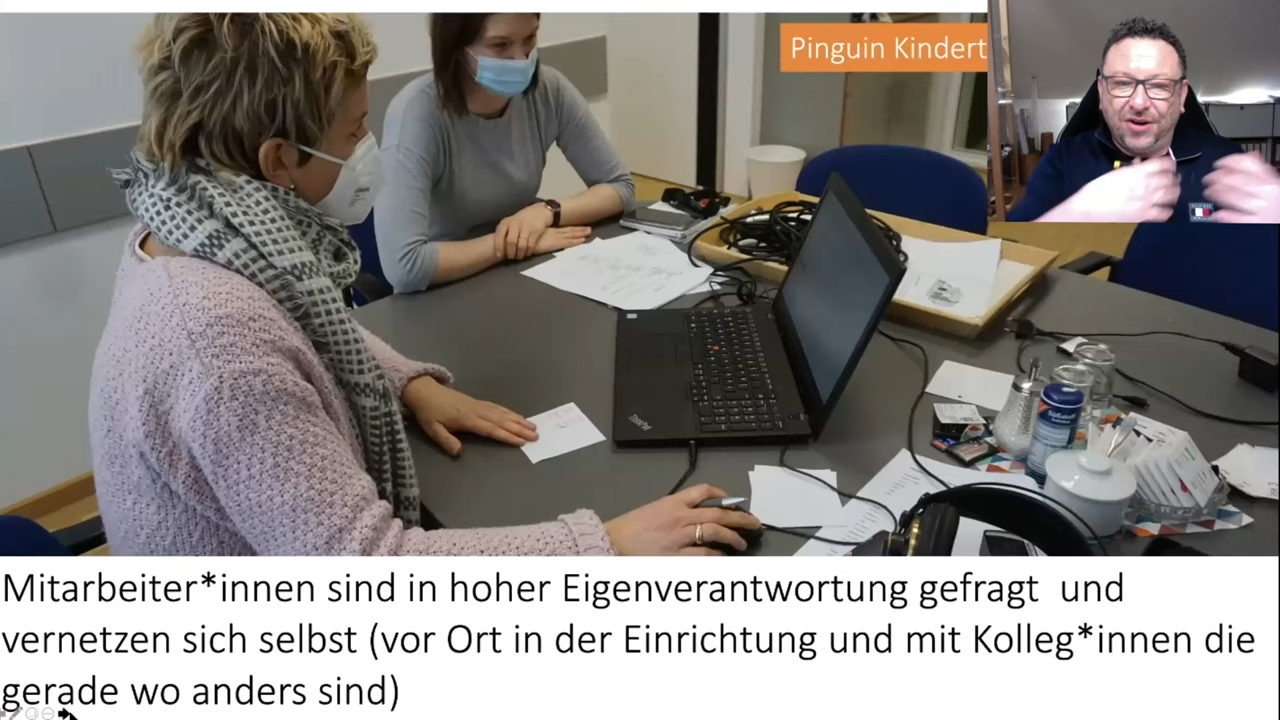 Pinguin Kindert
ThinkPad
Mitarbeiter*innen sind in hoher Eigenverantwortung gefragt und
vernetzen sich selbst (vor Ort in der Einrichtung und mit Kolleg*innen die
gerade wo anders sind)